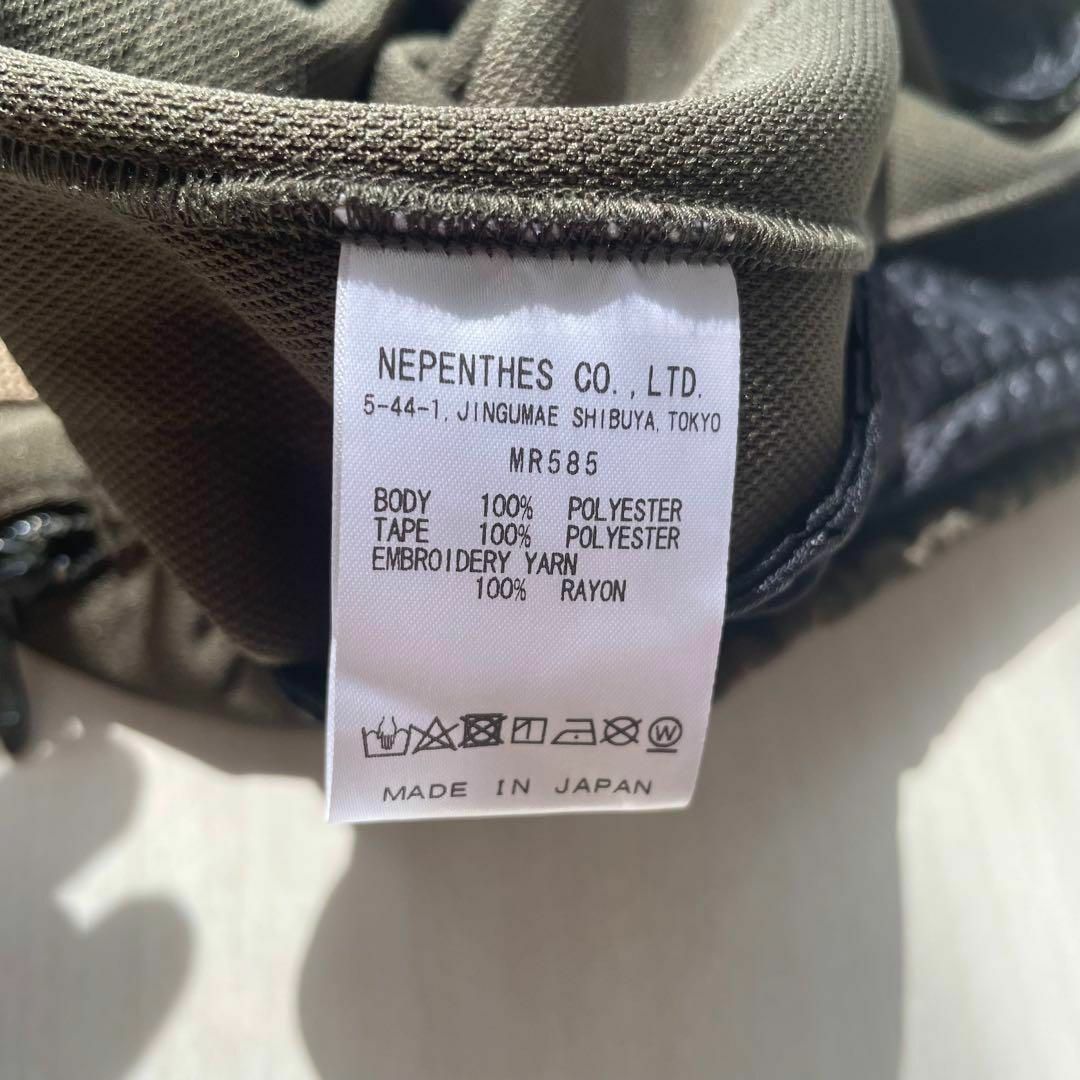 NEPENTHES CO.,LTD.
5-44-1, JINGUMAE SHIBUYA, TOKYO
MR585
BODY 100% POLYESTER
TAPE 100% POLYESTER
EMBROIDERY YARN
100% RAYON
W
MADE IN JAPAN